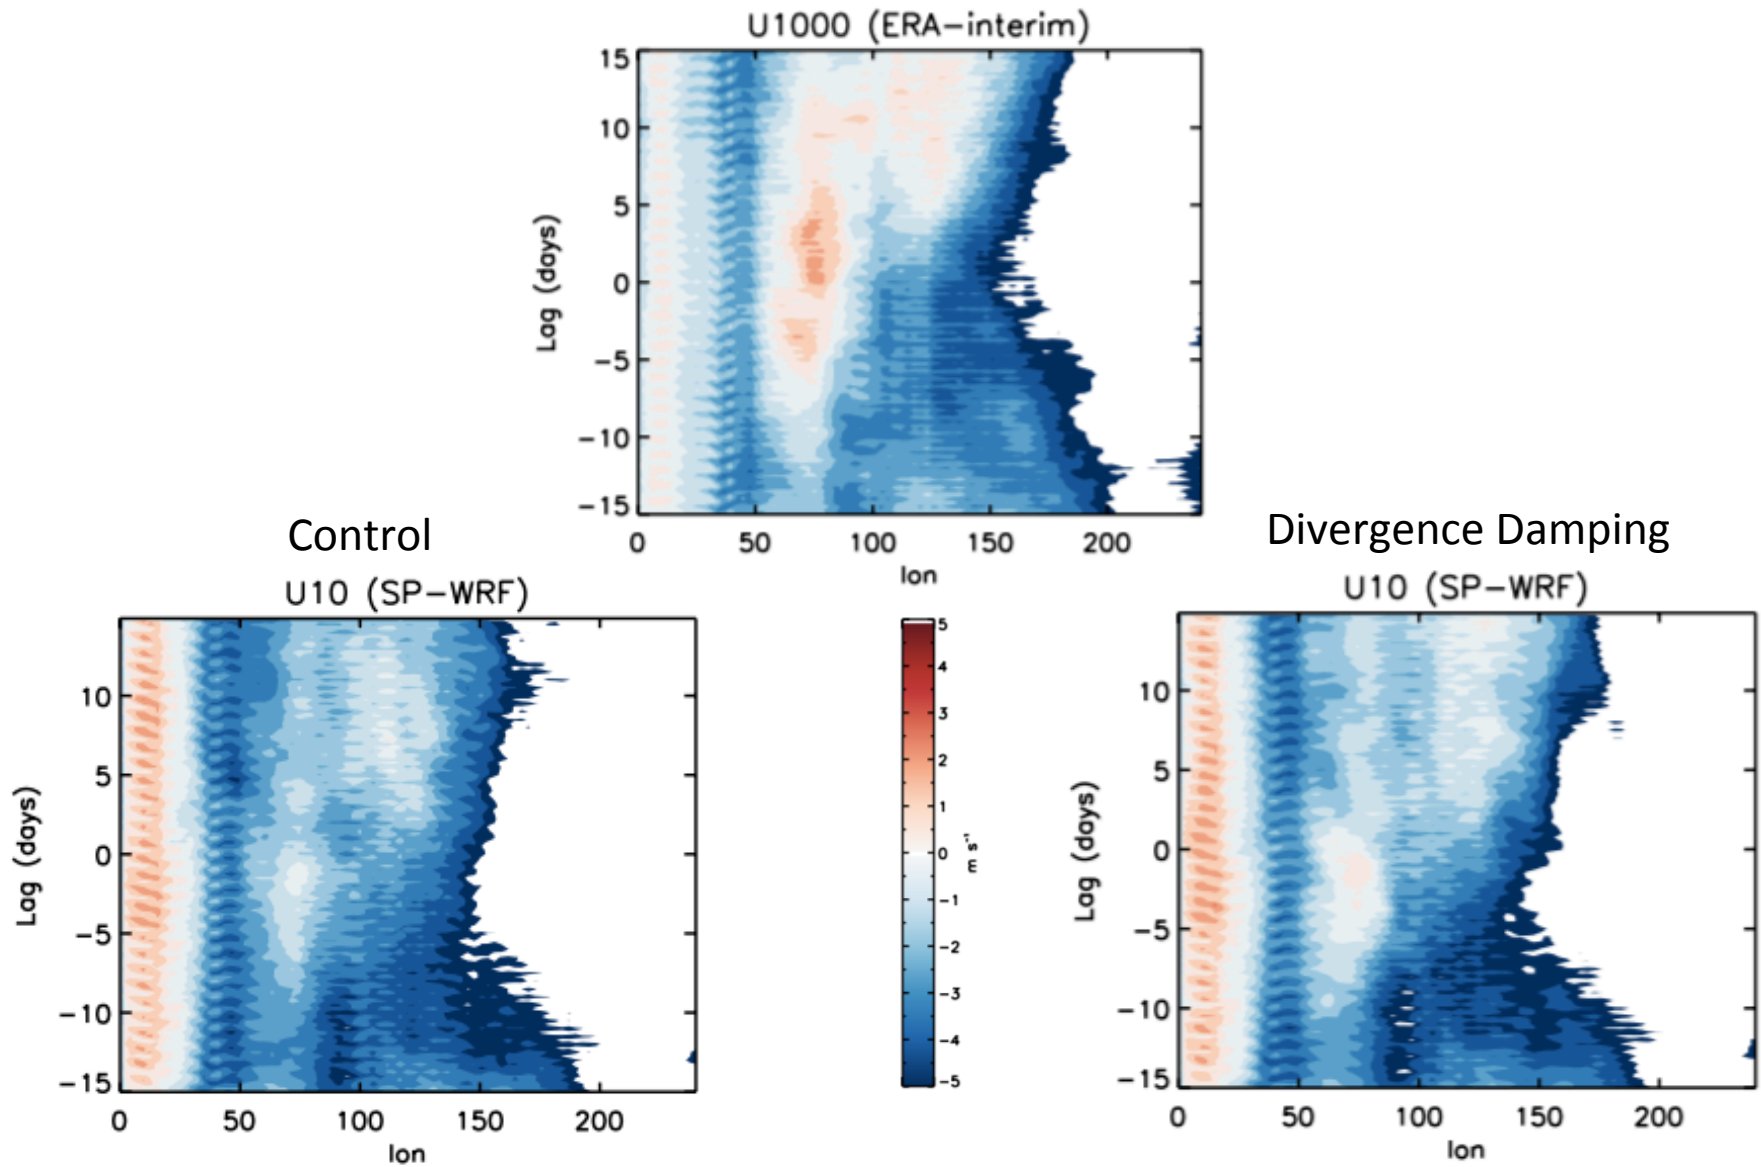 U1000 (ERA-interim)
15
10
5
0
-5
-10
-15
Lag (days)
0 50 100 150 200
lon
Control
U10 (SP-WRF)
10
5
0
-5
-10
-15
Lag (days)
0 50 100 150 200
lon
5
4
3
2
1
0
-1
-2
-3
-4
-5
m s⁻¹
Divergence Damping
U10 (SP-WRF)
10
5
0
-5
-10
-15
Lag (days)
0 50 100 150 200
lon